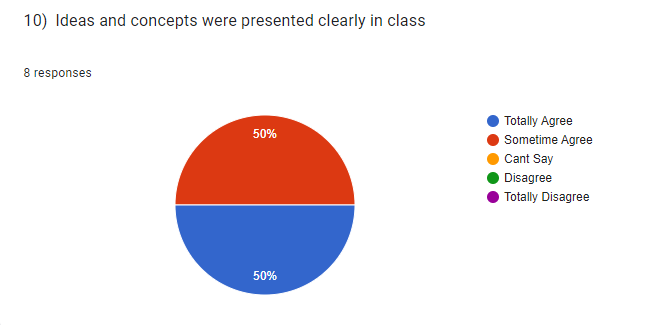 10) Ideas and concepts were presented clearly in class
8 responses
50%
50%
Totally Agree
Sometime Agree
Cant Say
Disagree
Totally Disagree